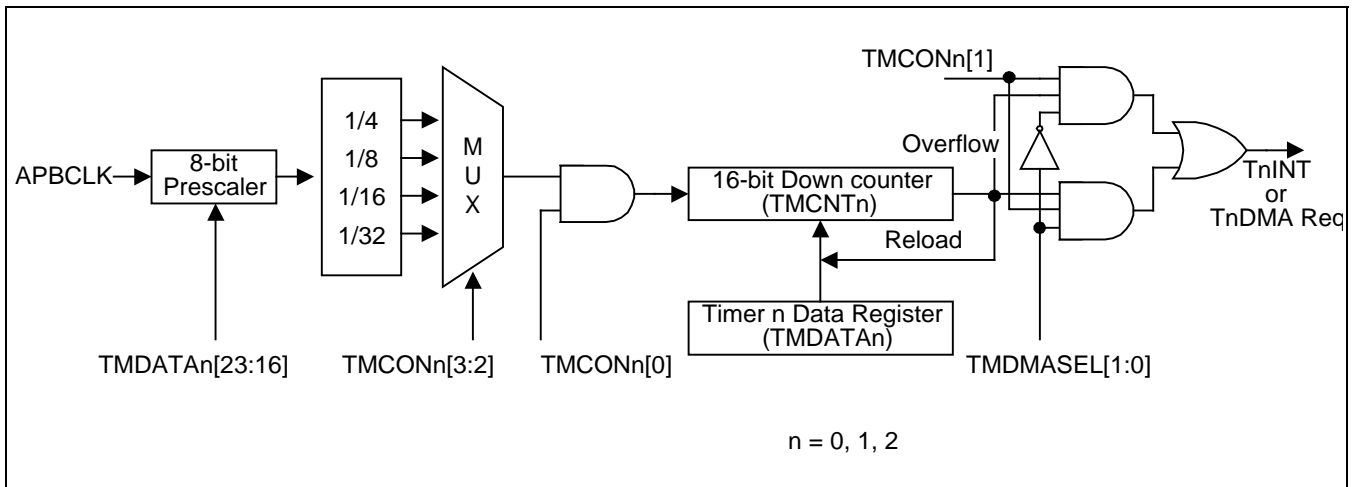 TMCONn[1]
1/4
1/8
1/16
1/32
M
U
X
APBCLK
8-bit
Prescaler
Overflow
16-bit Down counter
(TMCNTn)
TnINT
or
TnDMA Req
Reload
Timer n Data Register
(TMDATAn)
TMDATAn[23:16]
TMCONn[3:2]
TMCONn[0]
TMDMASEL[1:0]
n = 0, 1, 2